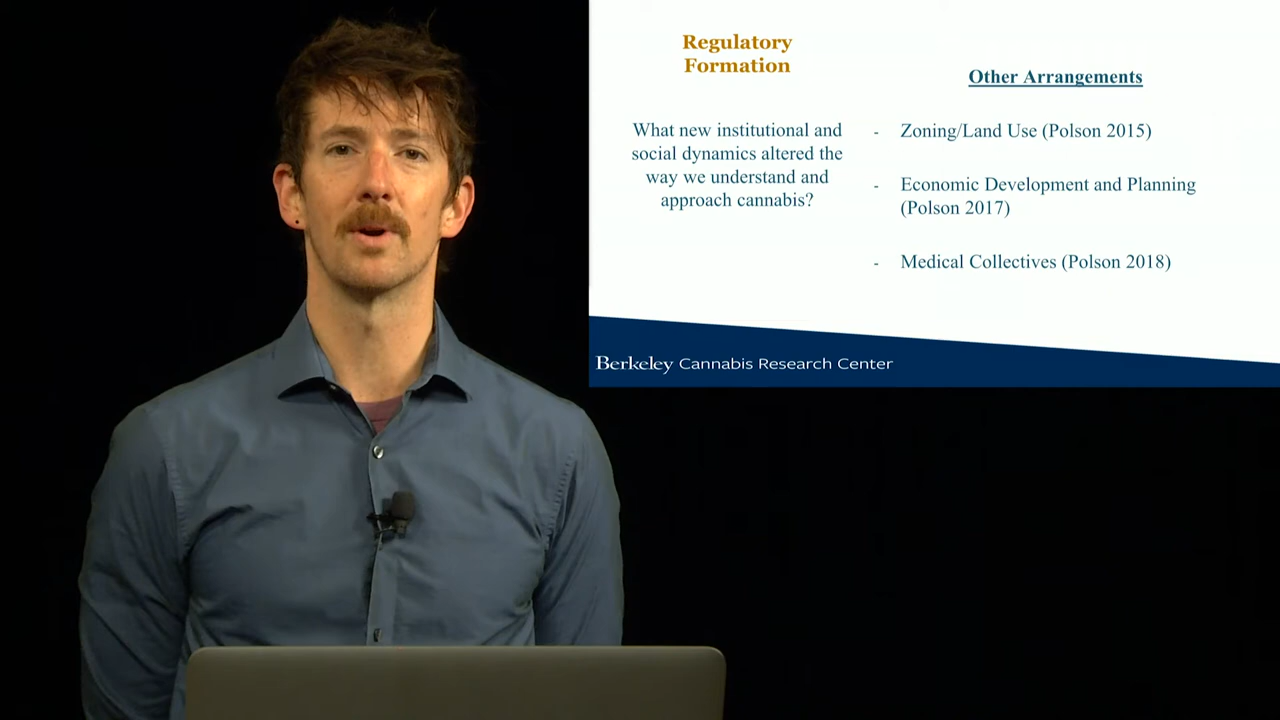 Regulatory
Formation
What new institutional and
social dynamics altered the
way we understand and
approach cannabis?
Other Arrangements
- Zoning/Land Use (Polson 2015)
- Economic Development and Planning
(Polson 2017)
- Medical Collectives (Polson 2018)
Berkeley Cannabis Research Center